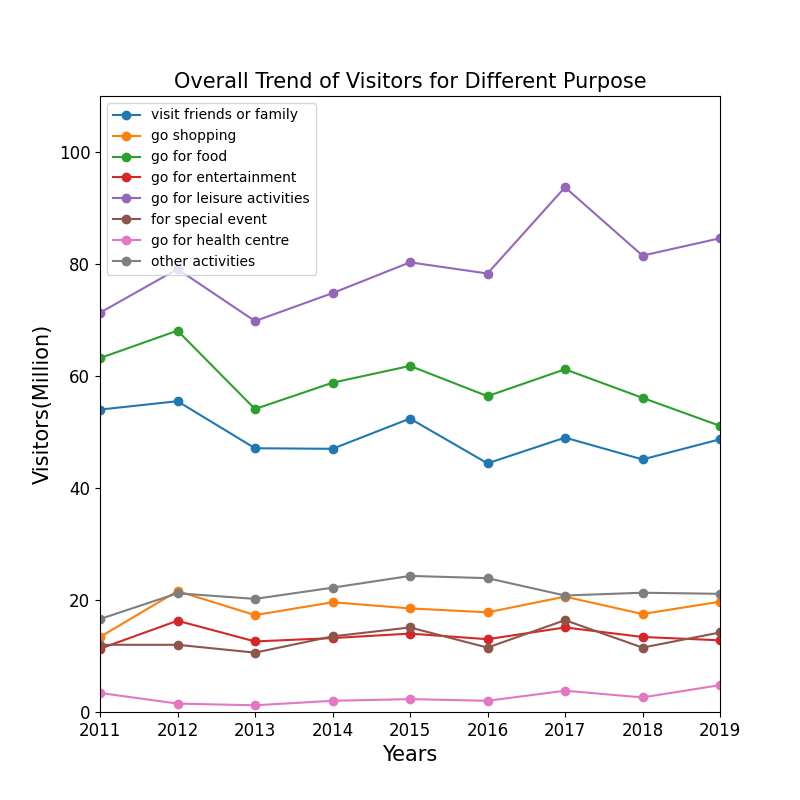 Overall Trend of Visitors for Different Purpose
visit friends or family
go shopping
go for food
go for entertainment
go for leisure activities
for special event
go for health centre
other activities
100
80
60
40
20
0
Visitors(Million)
2011 2012 2013 2014 2015 2016 2017 2018 2019
Years